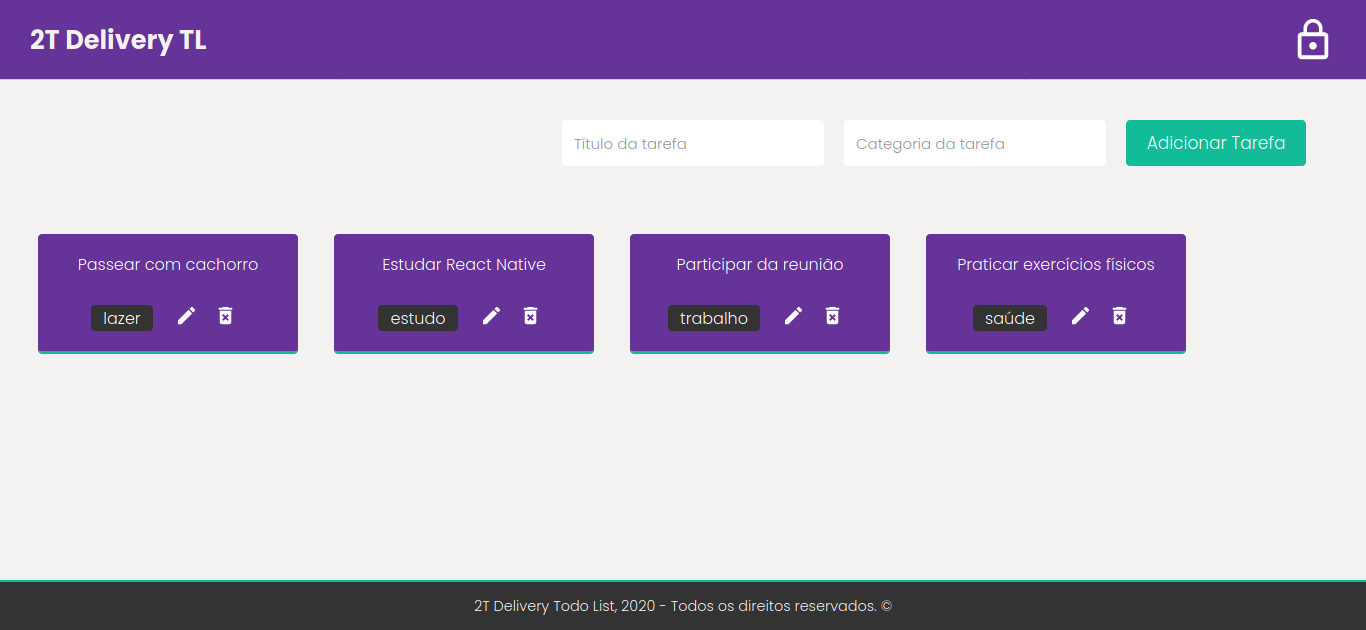 2T Delivery TL
Título da tarefa
Categoria da tarefa
Adicionar Tarefa
Passear com cachorro
lazer
Estudar React Native
estudo
Participar da reunião
trabalho
Praticar exercícios físicos
saúde
2T Delivery Todo List, 2020 - Todos os direitos reservados. ©